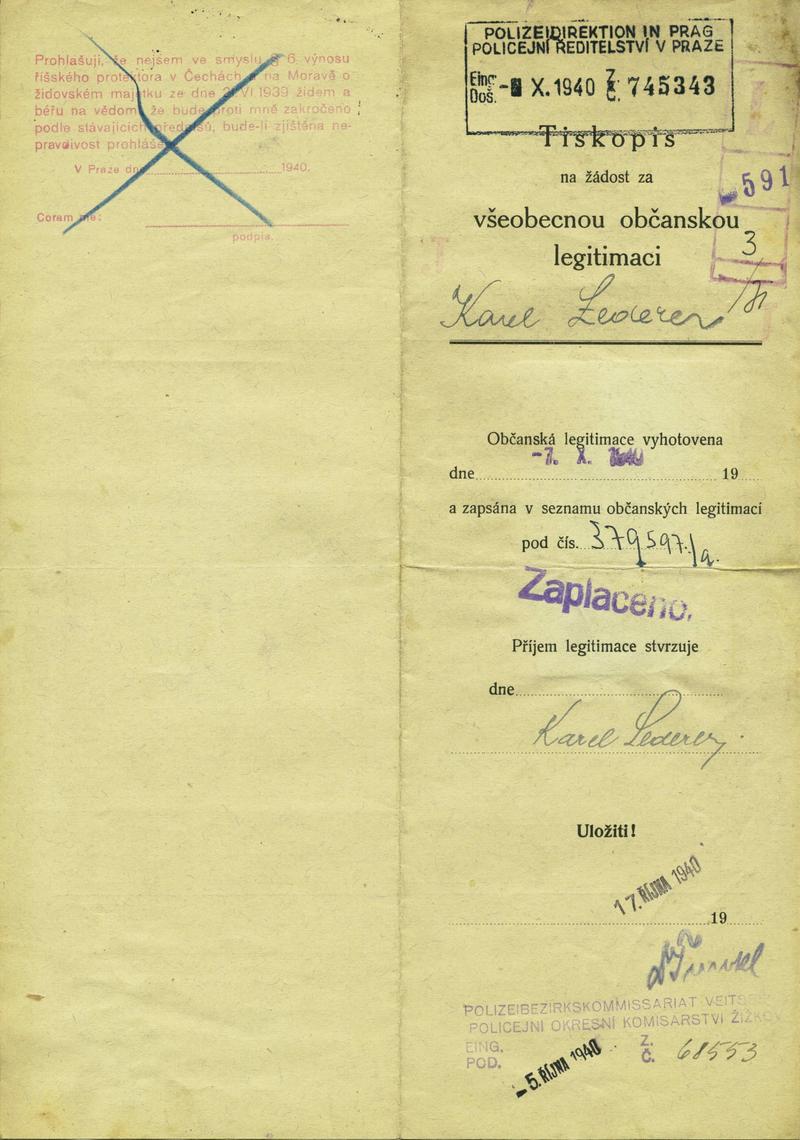 Prohlašuji, že nejsem ve smyslu § 6 výnosu
říšského protektora v Čechách a na Moravě o
židovském majetku ze dne 21 VI 1939 židem a
béřu na vědomí, že bude proti mně zakročeno
podle stávajících předpisů, bude-li zjištěna ne-
pravdivost prohlášení
V Praze dne 1940.
Coram me:
podpis.
POLIZEIDIREKTION IN PRAG
POLICEJNÍ ŘEDITELSTVÍ V PRAZE
Eing.
Doš. X. 1940 Z. Č. 745343
Tiskopis
na žádost za
591
všeobecnou občanskou
3
legitimaci
Karel Lederer
Občanská legitimace vyhotovena
-7. X. 1940
dne 19
a zapsána v seznamu občanských legitimací
pod čís. 379597/a.
Zaplaceno.
Příjem legitimace stvrzuje
dne
Karel Lederer
Uložiti!
17. ŘÍJNA 1940
19
POLIZEIBEZIRKSKOMMISSARIAT VEITS
POLICEJNÍ OKRESNÍ KOMISAŘSTVÍ ŽIŽKOV
EING. Z.
POD. Č. 68553
-5. ŘÍJNA 1940